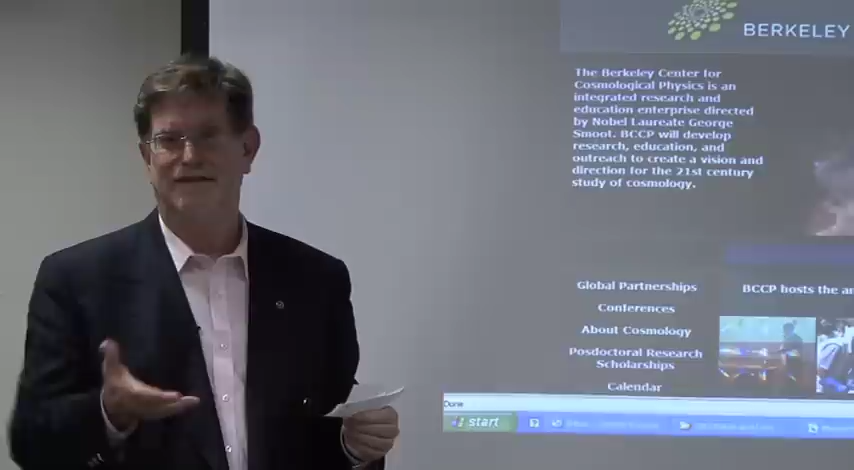 BERKELEY
The Berkeley Center for
Cosmological Physics is an
integrated research and
education enterprise directed
by Nobel Laureate George
Smoot. BCCP will develop
research, education, and
outreach to create a vision and
direction for the 21st century
study of cosmology.
Global Partnerships
Conferences
About Cosmology
Posdoctoral Research
Scholarships
Calendar
BCCP hosts the
Done
start